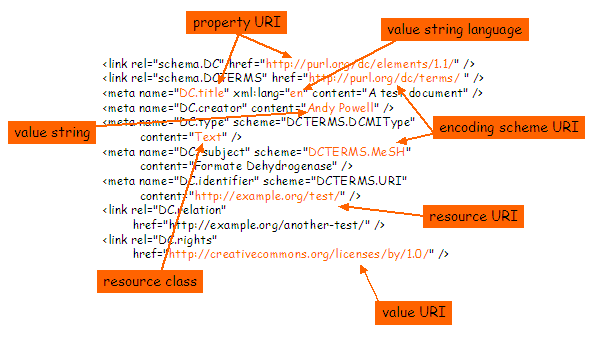 property URI
value string language
<link rel="schema.DC" href="http://purl.org/dc/elements/1.1/" />
<link rel="schema.DCTERMS" href="http://purl.org/dc/terms/ " />
<meta name="DC.title" xml:lang="en" content="A test document" />
<meta name="DC.creator" content="Andy Powell" />
value string
<meta name="DC.type" scheme="DCTERMS.DCMIType"
encoding scheme URI
content="Text" />
<meta name="DC.subject" scheme="DCTERMS.MeSH"
content="Formate Dehydrogenase" />
<meta name="DC.identifier" scheme="DCTERMS.URI"
content="http://example.org/test/" />
<link rel="DC.relation"
resource URI
href="http://example.org/another-test/" />
<link rel="DC.rights"
href="http://creativecommons.org/licenses/by/1.0/" />
resource class
value URI